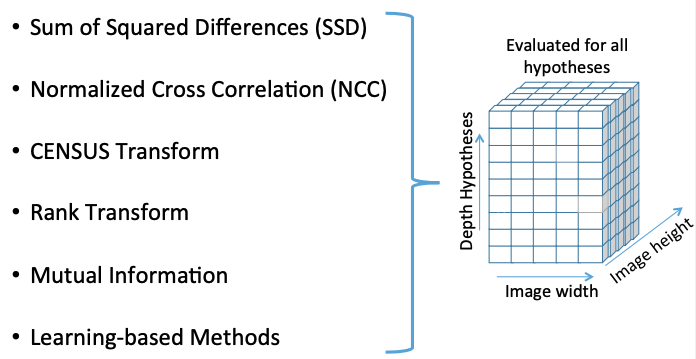 • Sum of Squared Differences (SSD)
• Normalized Cross Correlation (NCC)
• CENSUS Transform
• Rank Transform
• Mutual Information
• Learning-based Methods
Evaluated for all
hypotheses
Depth Hypotheses
Image width
Image height